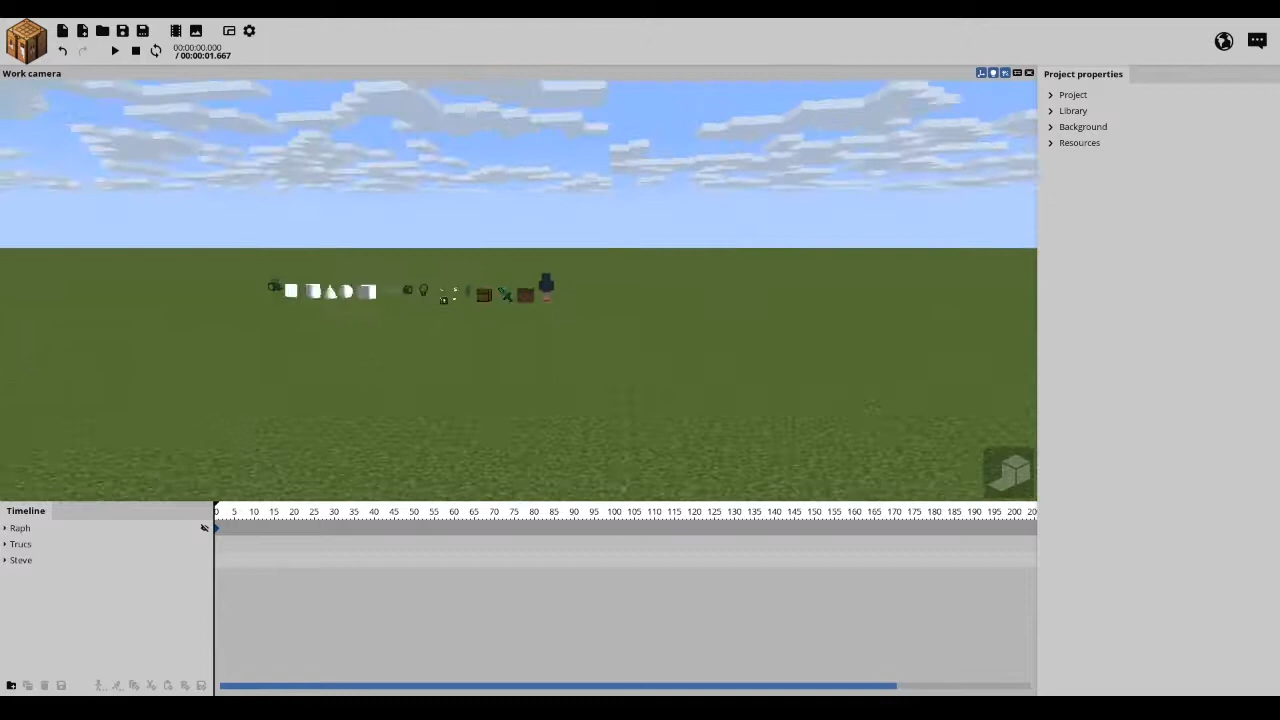 00:00:00.000
/ 00:00:01.667
Work camera
Project properties
Project
Library
Background
Resources
Timeline
0 5 10 15 20 25 30 35 40 45 50 55 60 65 70 75 80 85 90 95 100 105 110 115 120 125 130 135 140 145 150 155 160 165 170 175 180 185 190 195 200 20
Raph
Trucs
Steve